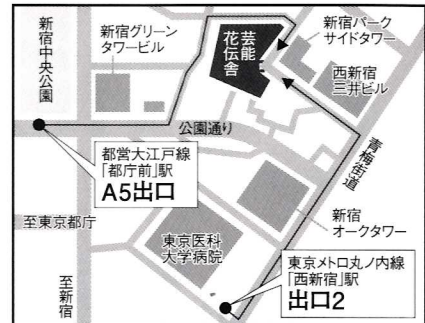 新宿中央公園
新宿グリーン
タワービル
芸能
花伝舎
新宿パーク
サイドタワー
西新宿
三井ビル
公園通り
青梅街道
都営大江戸線
「都庁前」駅
A5出口
至東京都庁
東京医科
大学病院
新宿
オークタワー
至新宿
東京メトロ丸ノ内線
「西新宿」駅
出口2